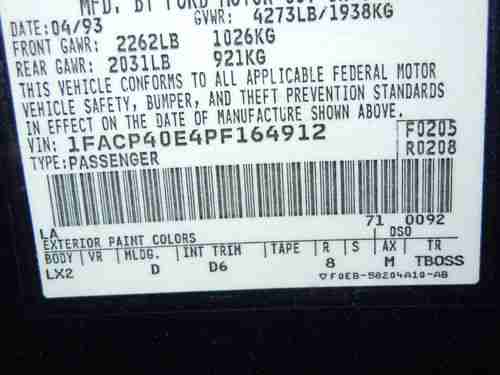 MFD. BY FORD MOTOR
DATE: 04/93 GVWR: 4273LB/1938KG
FRONT GAWR: 2262LB 1026KG
REAR GAWR: 2031LB 921KG
THIS VEHICLE CONFORMS TO ALL APPLICABLE FEDERAL MOTOR
VEHICLE SAFETY, BUMPER, AND THEFT PREVENTION STANDARDS
IN EFFECT ON THE DATE OF MANUFACTURE SHOWN ABOVE.
VIN: 1FACP40E4PF164912 F0205
TYPE: PASSENGER R0208
LA 71 0092
EXTERIOR PAINT COLORS DSO
BODY VR MLDG. INT TRIM TAPE R S AX TR
LX2 D D6 8 M TBOSS
F0EB-58204A10-AB